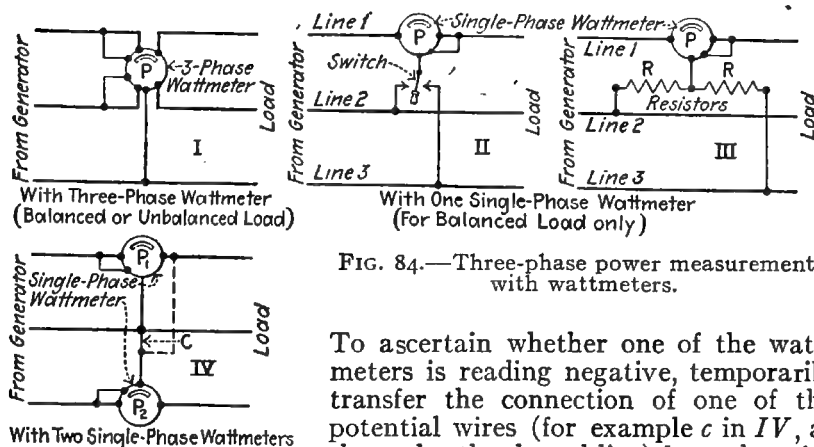 Line 1
Single-Phase Wattmeter
P
3-Phase
Wattmeter
From Generator
Load
I
With Three-Phase Wattmeter
(Balanced or Unbalanced Load)
P
Switch
Line 2
From Generator
Load
II
Line 3
P
Line 1
R
R
Resistors
From Generator
Load
Line 2
III
Line 3
With One Single-Phase Wattmeter
(For Balanced Load only)
P1
Single-Phase
Wattmeter
From Generator
Load
C
IV
P2
With Two Single-Phase Wattmeters
FIG. 84.—Three-phase power measurement
with wattmeters.
To ascertain whether one of the wat
meters is reading negative, temporaril
transfer the connection of one of th
potential wires (for example c in IV, a